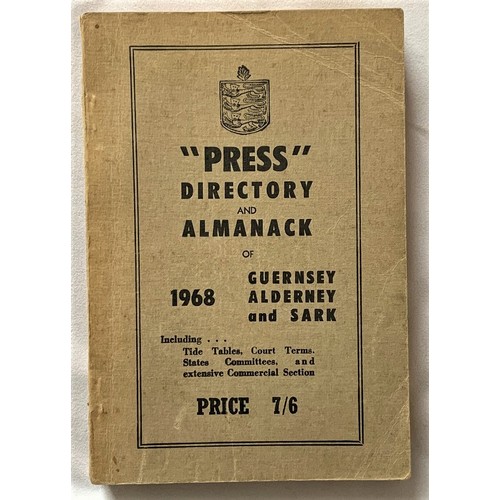 "PRESS"
DIRECTORY
AND
ALMANACK
OF
1968
GUERNSEY
ALDERNEY
and SARK
Including . . .
Tide Tables, Court Terms.
States Committees, and
extensive Commercial Section
PRICE 7/6